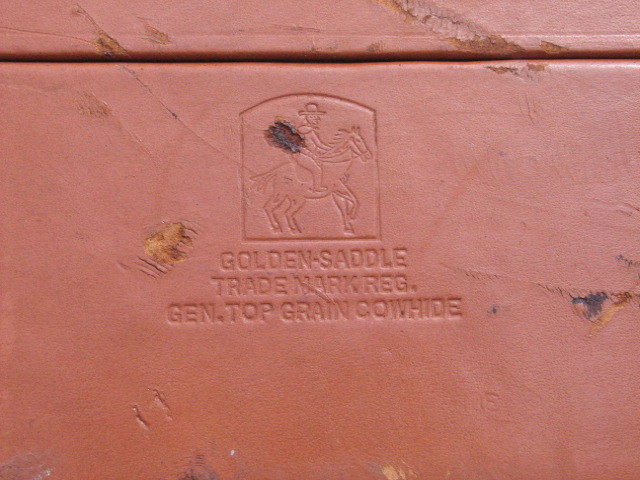 GOLDEN-SADDLE
TRADE MARK REG.
GEN. TOP GRAIN COWHIDE